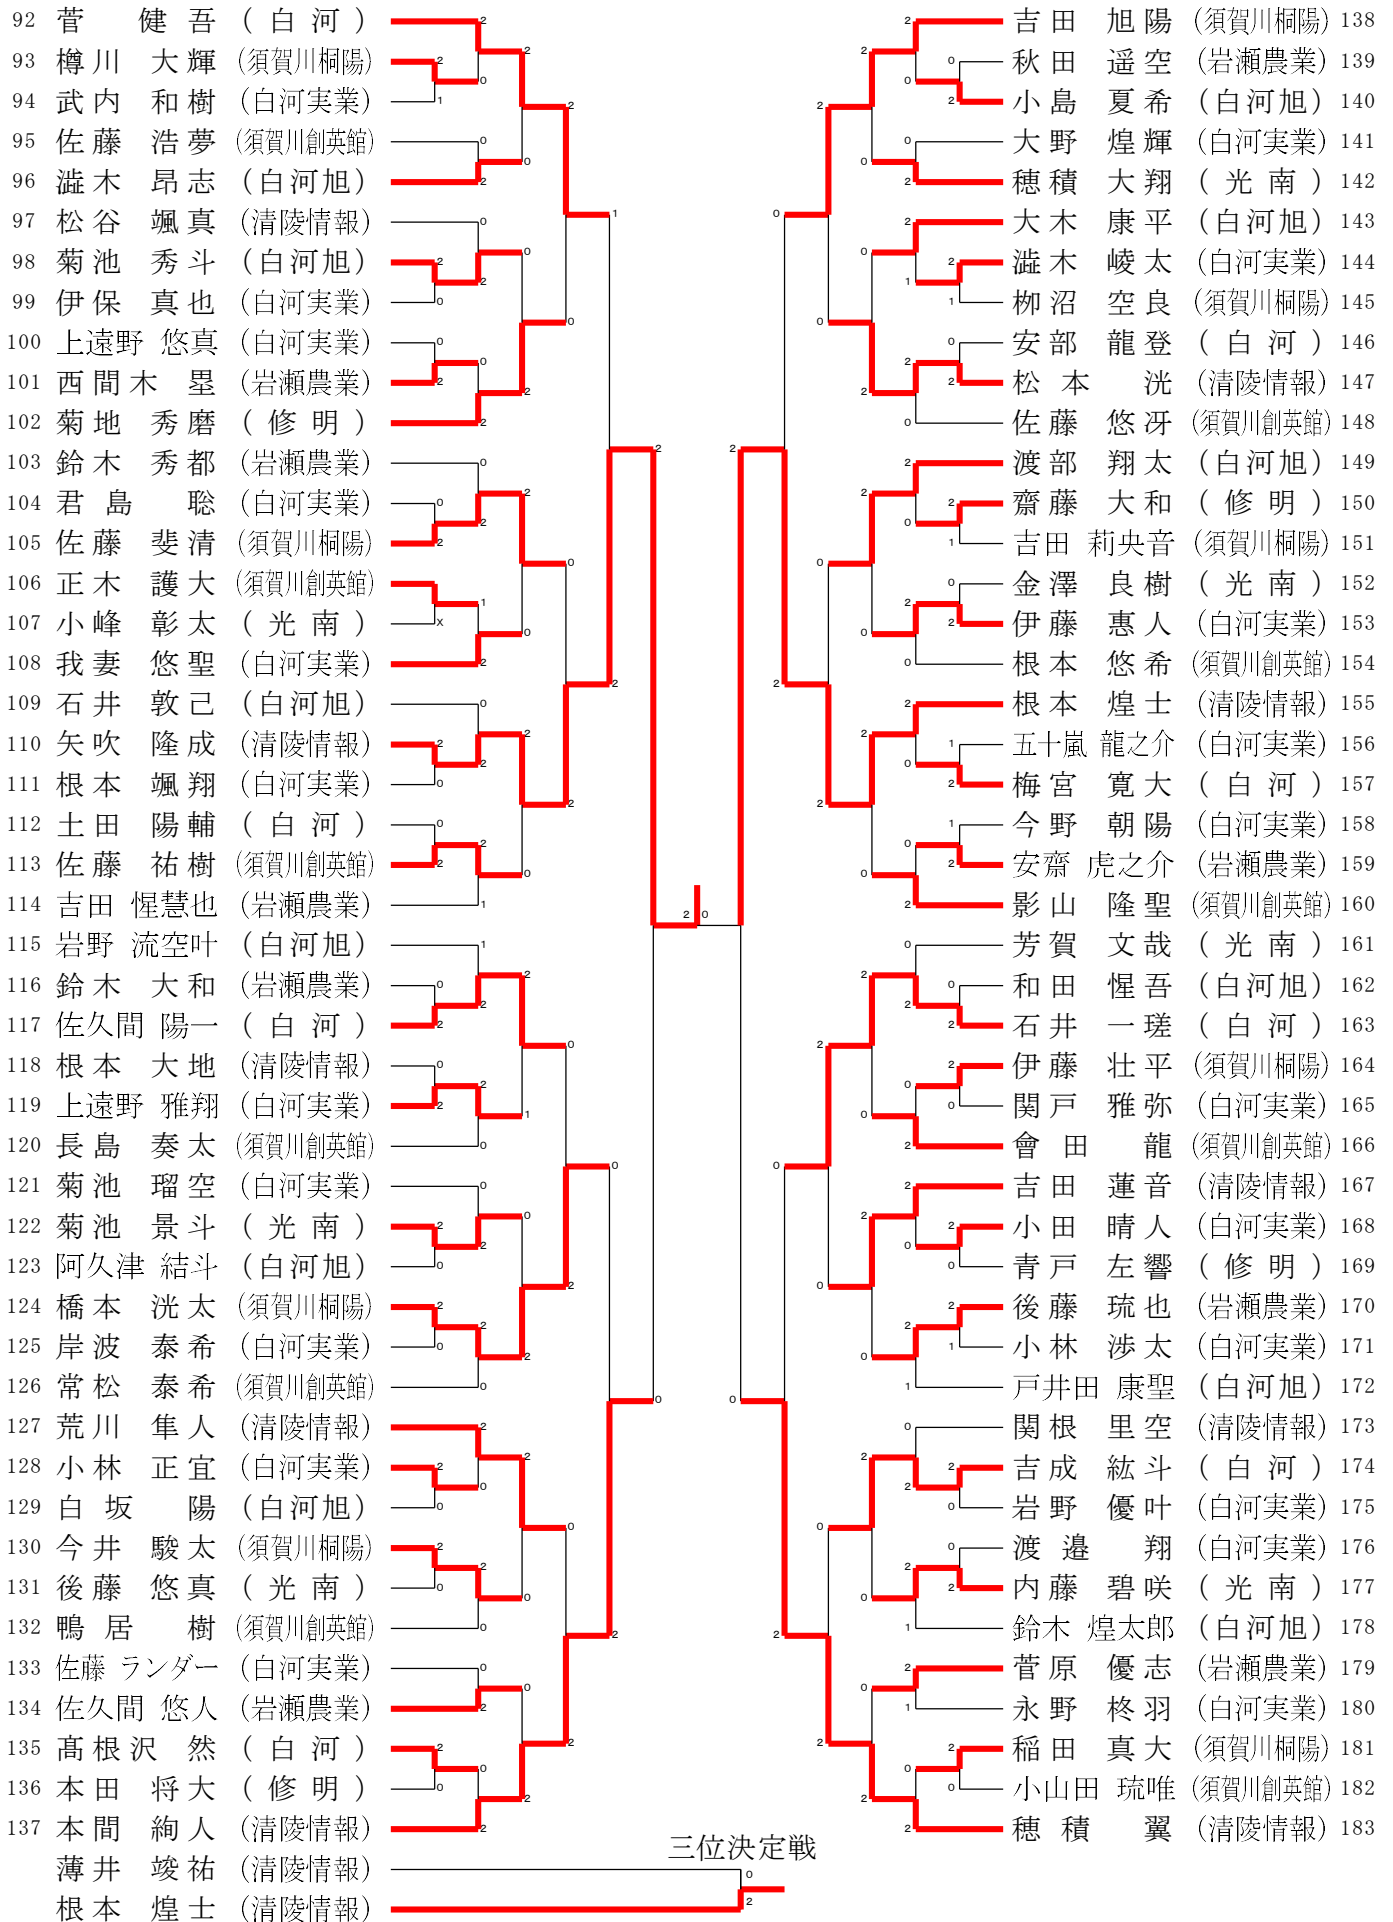 92 菅 健 吾 ( 白 河 )
93 樽川 大輝 (須賀川桐陽)
94 武内 和樹 (白河実業)
95 佐藤 浩夢 (須賀川創英館)
96 澁木 昂志 (白河旭)
97 松谷 颯真 (清陵情報)
98 菊池 秀斗 (白河旭)
99 伊保 真也 (白河実業)
100 上遠野 悠真 (白河実業)
101 西間木 塁 (岩瀬農業)
102 菊地 秀磨 ( 修 明 )
103 鈴木 秀都 (岩瀬農業)
104 君島 聡 (白河実業)
105 佐藤 斐清 (須賀川桐陽)
106 正木 護大 (須賀川創英館)
107 小峰 彰太 ( 光 南 )
108 我妻 悠聖 (白河実業)
109 石井 敦己 (白河旭)
110 矢吹 隆成 (清陵情報)
111 根本 颯翔 (白河実業)
112 土田 陽輔 ( 白 河 )
113 佐藤 祐樹 (須賀川創英館)
114 吉田 惺慧也 (岩瀬農業)
115 岩野 流空叶 (白河旭)
116 鈴木 大和 (岩瀬農業)
117 佐久間 陽一 ( 白 河 )
118 根本 大地 (清陵情報)
119 上遠野 雅翔 (白河実業)
120 長島 奏太 (須賀川創英館)
121 菊池 瑠空 (白河実業)
122 菊池 景斗 ( 光 南 )
123 阿久津 結斗 (白河旭)
124 橋本 洸太 (須賀川桐陽)
125 岸波 泰希 (白河実業)
126 常松 泰希 (須賀川創英館)
127 荒川 隼人 (清陵情報)
128 小林 正宜 (白河実業)
129 白坂 陽 (白河旭)
130 今井 駿太 (須賀川桐陽)
131 後藤 悠真 ( 光 南 )
132 鴨居 樹 (須賀川創英館)
133 佐藤 ランダー (白河実業)
134 佐久間 悠人 (岩瀬農業)
135 髙根沢 然 ( 白 河 )
136 本田 将大 ( 修 明 )
137 本間 絢人 (清陵情報)
吉田 旭陽 (須賀川桐陽) 138
秋田 遥空 (岩瀬農業) 139
小島 夏希 (白河旭) 140
大野 煌輝 (白河実業) 141
穂積 大翔 ( 光 南 ) 142
大木 康平 (白河旭) 143
澁木 崚太 (白河実業) 144
栁沼 空良 (須賀川桐陽) 145
安部 龍登 ( 白 河 ) 146
松本 洸 (清陵情報) 147
佐藤 悠冴 (須賀川創英館) 148
渡部 翔太 (白河旭) 149
齋藤 大和 ( 修 明 ) 150
吉田 莉央音 (須賀川桐陽) 151
金澤 良樹 ( 光 南 ) 152
伊藤 惠人 (白河実業) 153
根本 悠希 (須賀川創英館) 154
根本 煌士 (清陵情報) 155
五十嵐 龍之介 (白河実業) 156
梅宮 寛大 ( 白 河 ) 157
今野 朝陽 (白河実業) 158
安齋 虎之介 (岩瀬農業) 159
影山 隆聖 (須賀川創英館) 160
芳賀 文哉 ( 光 南 ) 161
和田 惺吾 (白河旭) 162
石井 一瑳 ( 白 河 ) 163
伊藤 壮平 (須賀川桐陽) 164
関戸 雅弥 (白河実業) 165
會田 龍 (須賀川創英館) 166
吉田 蓮音 (清陵情報) 167
小田 晴人 (白河実業) 168
青戸 左響 ( 修 明 ) 169
後藤 琉也 (岩瀬農業) 170
小林 渉太 (白河実業) 171
戸井田 康聖 (白河旭) 172
関根 里空 (清陵情報) 173
吉成 紘斗 ( 白 河 ) 174
岩野 優叶 (白河実業) 175
渡邉 翔 (白河実業) 176
内藤 碧咲 ( 光 南 ) 177
鈴木 煌太郎 (白河旭) 178
菅原 優志 (岩瀬農業) 179
永野 柊羽 (白河実業) 180
稲田 真大 (須賀川桐陽) 181
小山田 琉唯 (須賀川創英館) 182
穂積 翼 (清陵情報) 183
2 0
三位決定戦
薄井 竣祐 (清陵情報) 0
根本 煌士 (清陵情報) 2